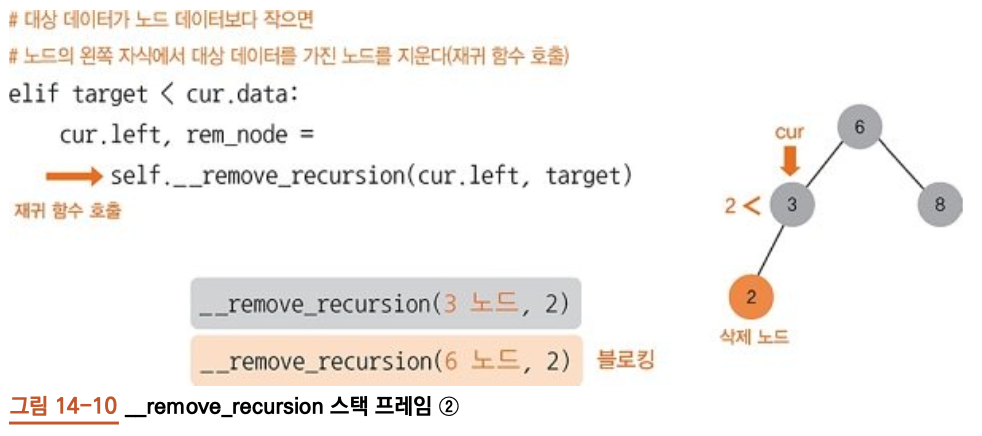 # 대상 데이터가 노드 데이터보다 작으면
# 노드의 왼쪽 자식에서 대상 데이터를 가진 노드를 지운다(재귀 함수 호출)
elif target < cur.data:
cur.left, rem_node =
self.__remove_recursion(cur.left, target)
재귀 함수 호출
cur
6
2 <
3
8
2
삭제 노드
__remove_recursion(3 노드, 2)
__remove_recursion(6 노드, 2) 블로킹
그림 14-10 __remove_recursion 스택 프레임 ②